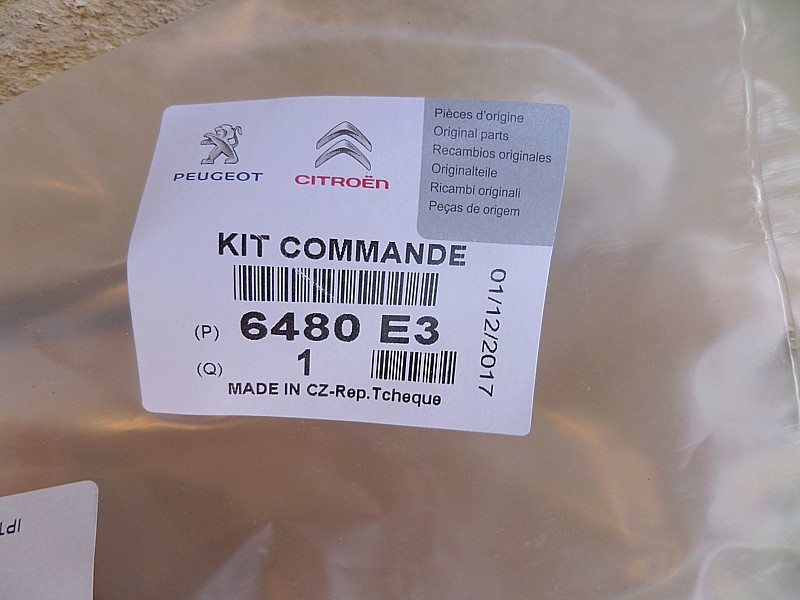 PEUGEOT
CITROËN
Pièces d'origine
Original parts
Recambios originales
Originalteile
Ricambi originali
Peças de origem
KIT COMMANDE
(P) 6480 E3
(Q) 1
MADE IN CZ-Rep.Tcheque
01/12/2017